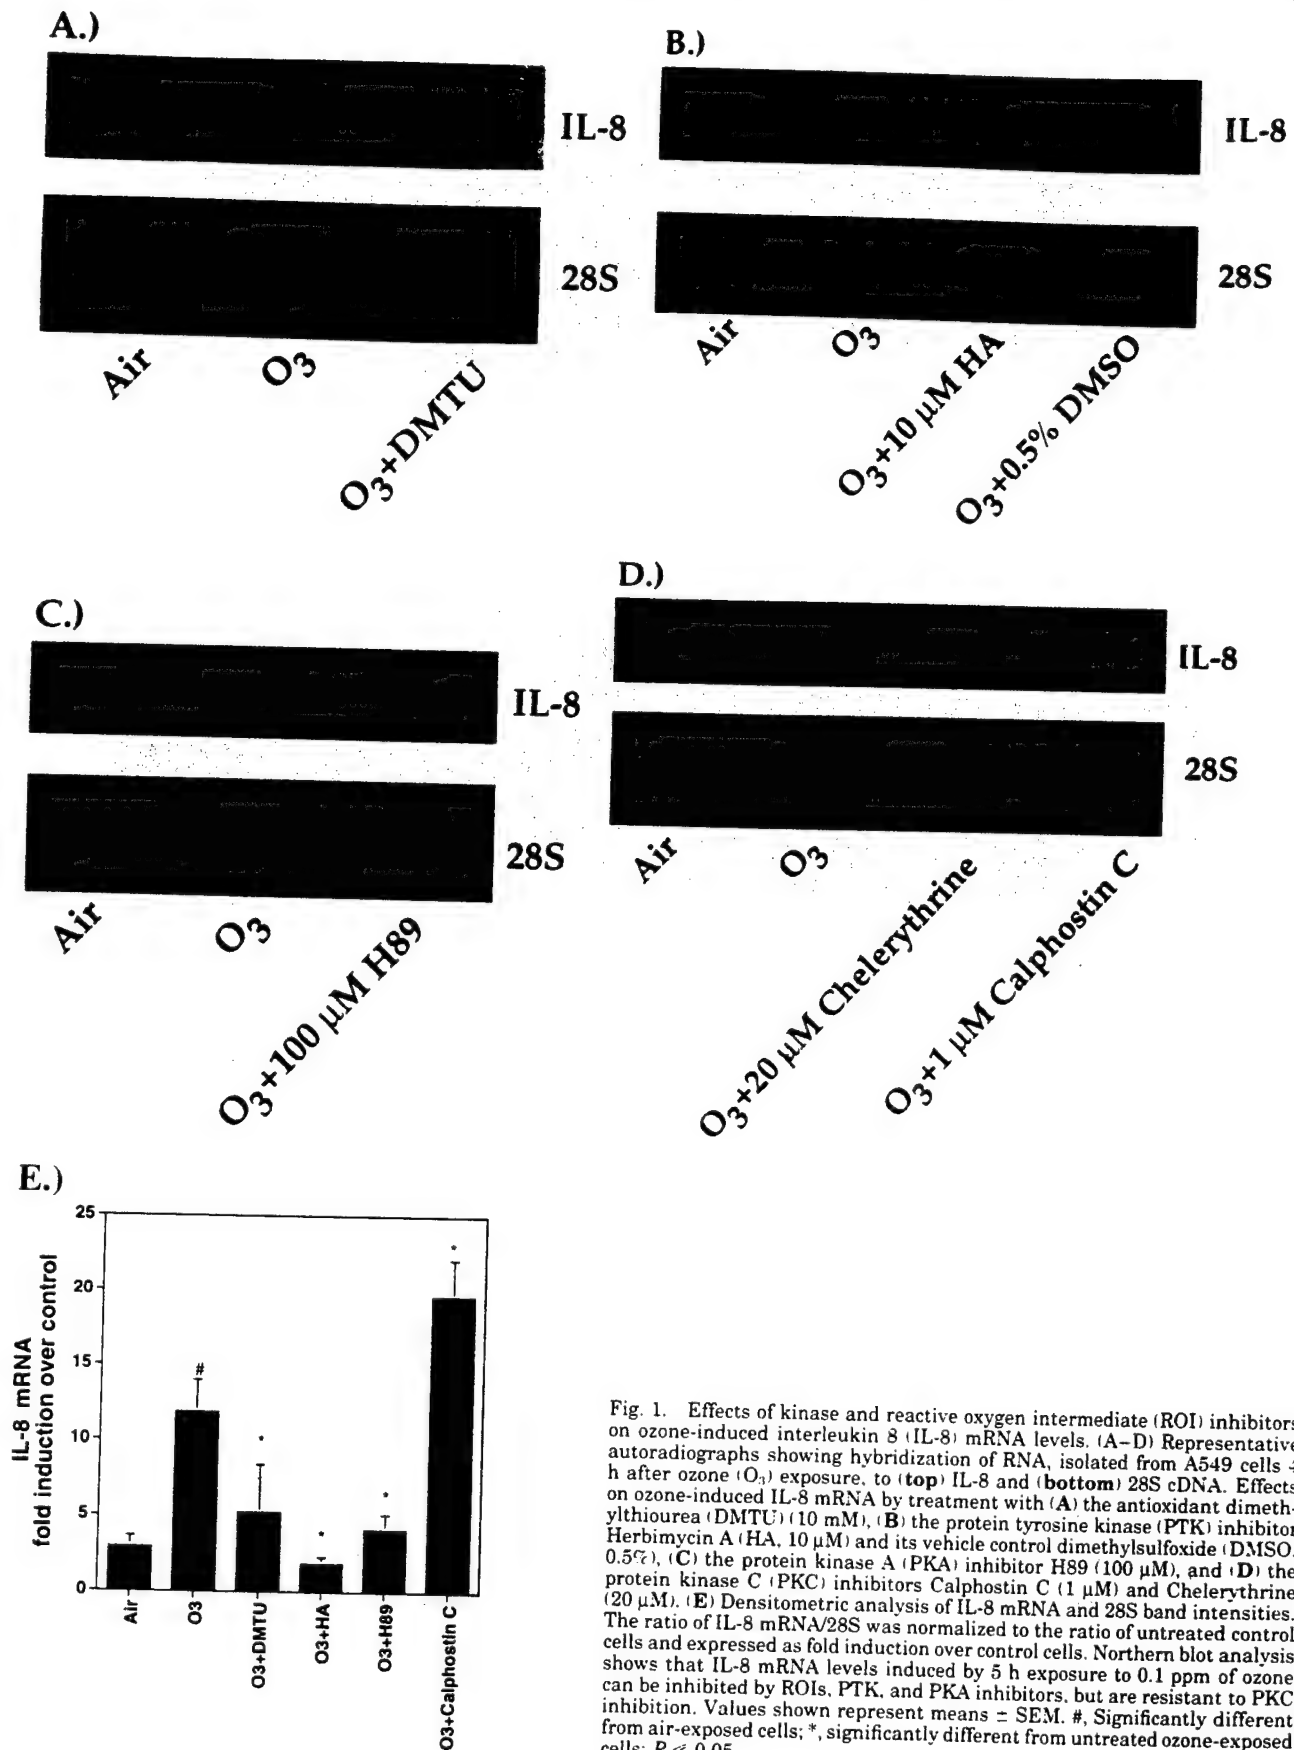 A.)
IL-8
28S
Air
O3
O3+DMTU
B.)
IL-8
28S
Air
O3
O3+10 µM HA
O3+0.5% DMSO
C.)
IL-8
28S
Air
O3
O3+100 µM H89
D.)
IL-8
28S
Air
O3
O3+20 µM Chelerythrine
O3+1 µM Calphostin C
E.)
IL-8 mRNA
fold induction over control
25
20
15
10
5
0
#
*
*
*
*
Air
O3
O3+DMTU
O3+HA
O3+H89
O3+Calphostin C
Fig. 1. Effects of kinase and reactive oxygen intermediate (ROI) inhibitors
on ozone-induced interleukin 8 (IL-8) mRNA levels. (A–D) Representative
autoradiographs showing hybridization of RNA, isolated from A549 cells
h after ozone (O3) exposure, to (top) IL-8 and (bottom) 28S cDNA. Effects
on ozone-induced IL-8 mRNA by treatment with (A) the antioxidant dimeth-
ylthiourea (DMTU) (10 mM), (B) the protein tyrosine kinase (PTK) inhibitor
Herbimycin A (HA, 10 µM) and its vehicle control dimethylsulfoxide (DMSO,
0.5%), (C) the protein kinase A (PKA) inhibitor H89 (100 µM), and (D) the
protein kinase C (PKC) inhibitors Calphostin C (1 µM) and Chelerythrine
(20 µM). (E) Densitometric analysis of IL-8 mRNA and 28S band intensities.
The ratio of IL-8 mRNA/28S was normalized to the ratio of untreated control
cells and expressed as fold induction over control cells. Northern blot analysis
shows that IL-8 mRNA levels induced by 5 h exposure to 0.1 ppm of ozone
can be inhibited by ROIs, PTK, and PKA inhibitors, but are resistant to PKC
inhibition. Values shown represent means ± SEM. #, Significantly different
from air-exposed cells; *, significantly different from untreated ozone-exposed
cells; P ≤ 0.05